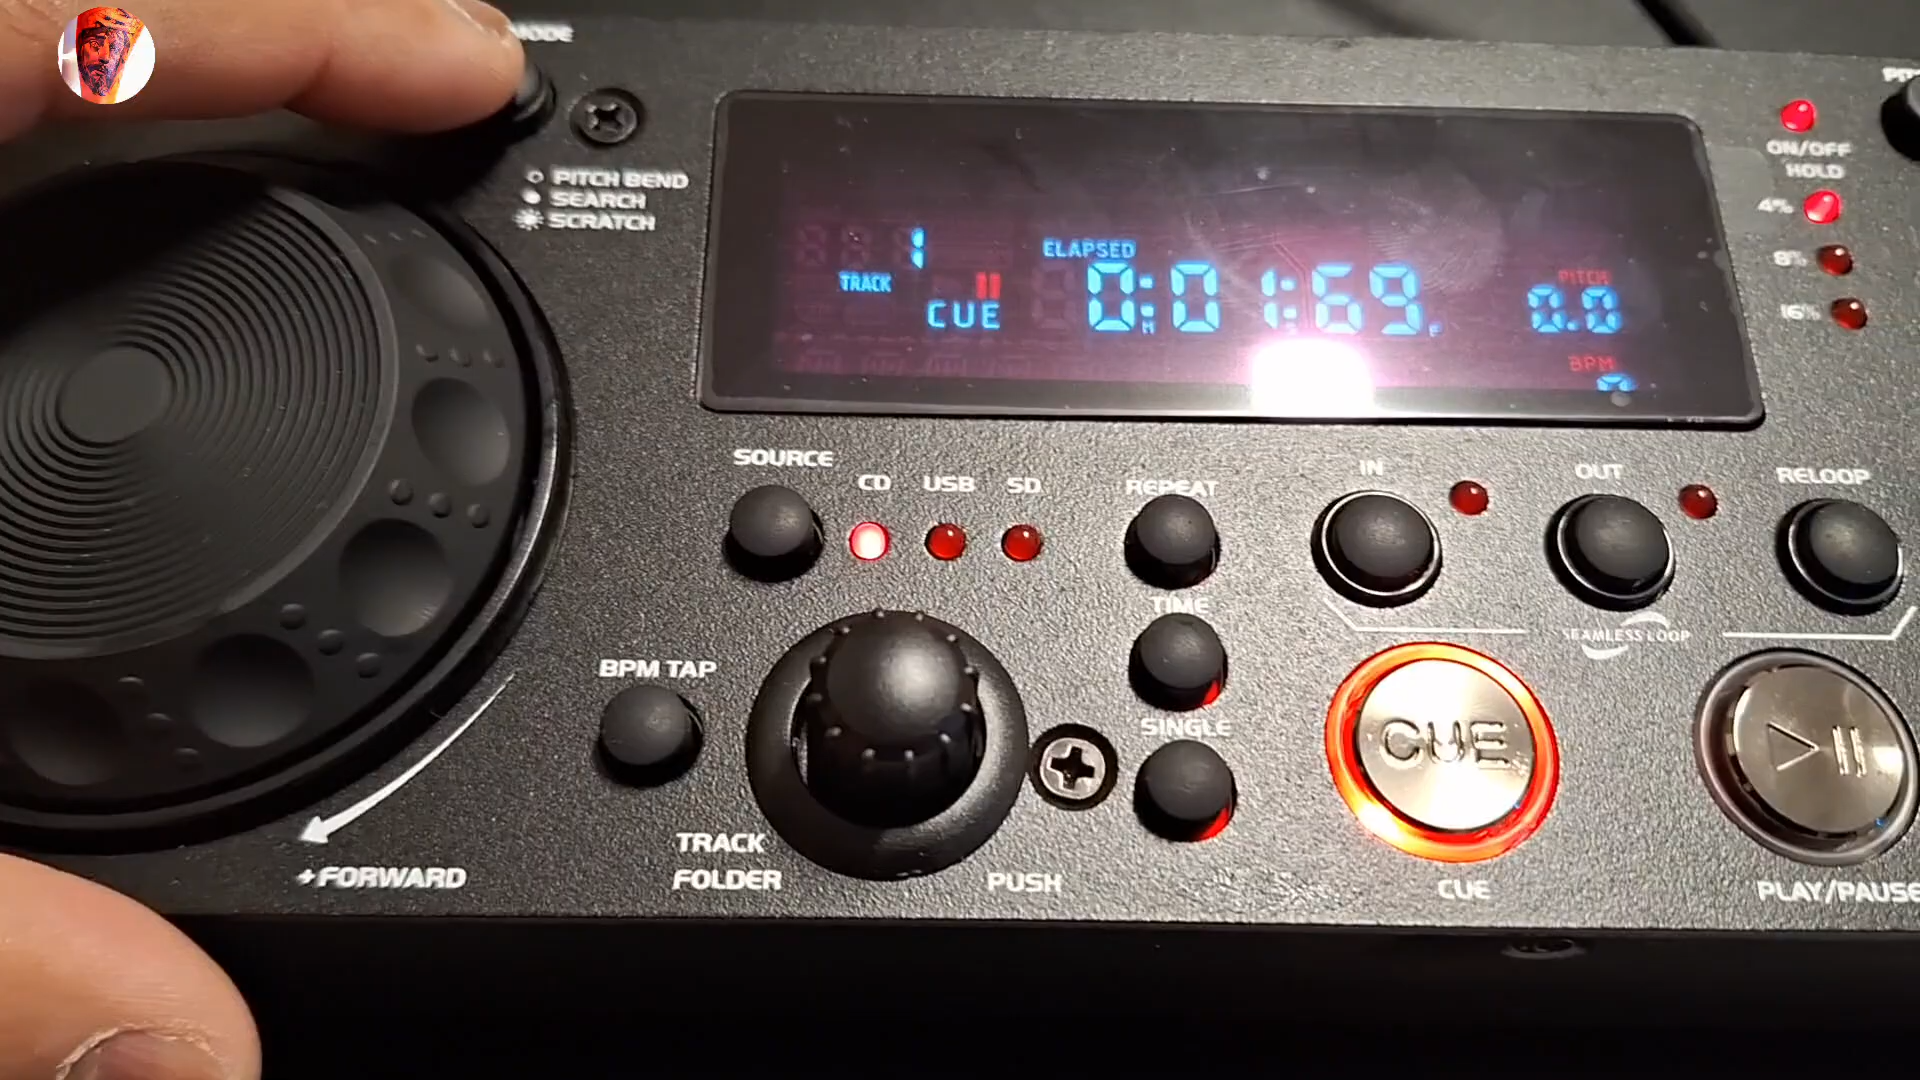 MODE
PITCH BEND
SEARCH
SCRATCH
1
TRACK
CUE
ELAPSED
0:01:69
M
F
PITCH
0.0
BPM
ON/OFF
HOLD
4%
8%
16%
SOURCE
CD USB SD
REPEAT
TIME
SINGLE
IN
OUT
RELOOP
SEAMLESS LOOP
BPM TAP
TRACK
FOLDER
PUSH
+FORWARD
CUE
CUE
PLAY/PAUSE